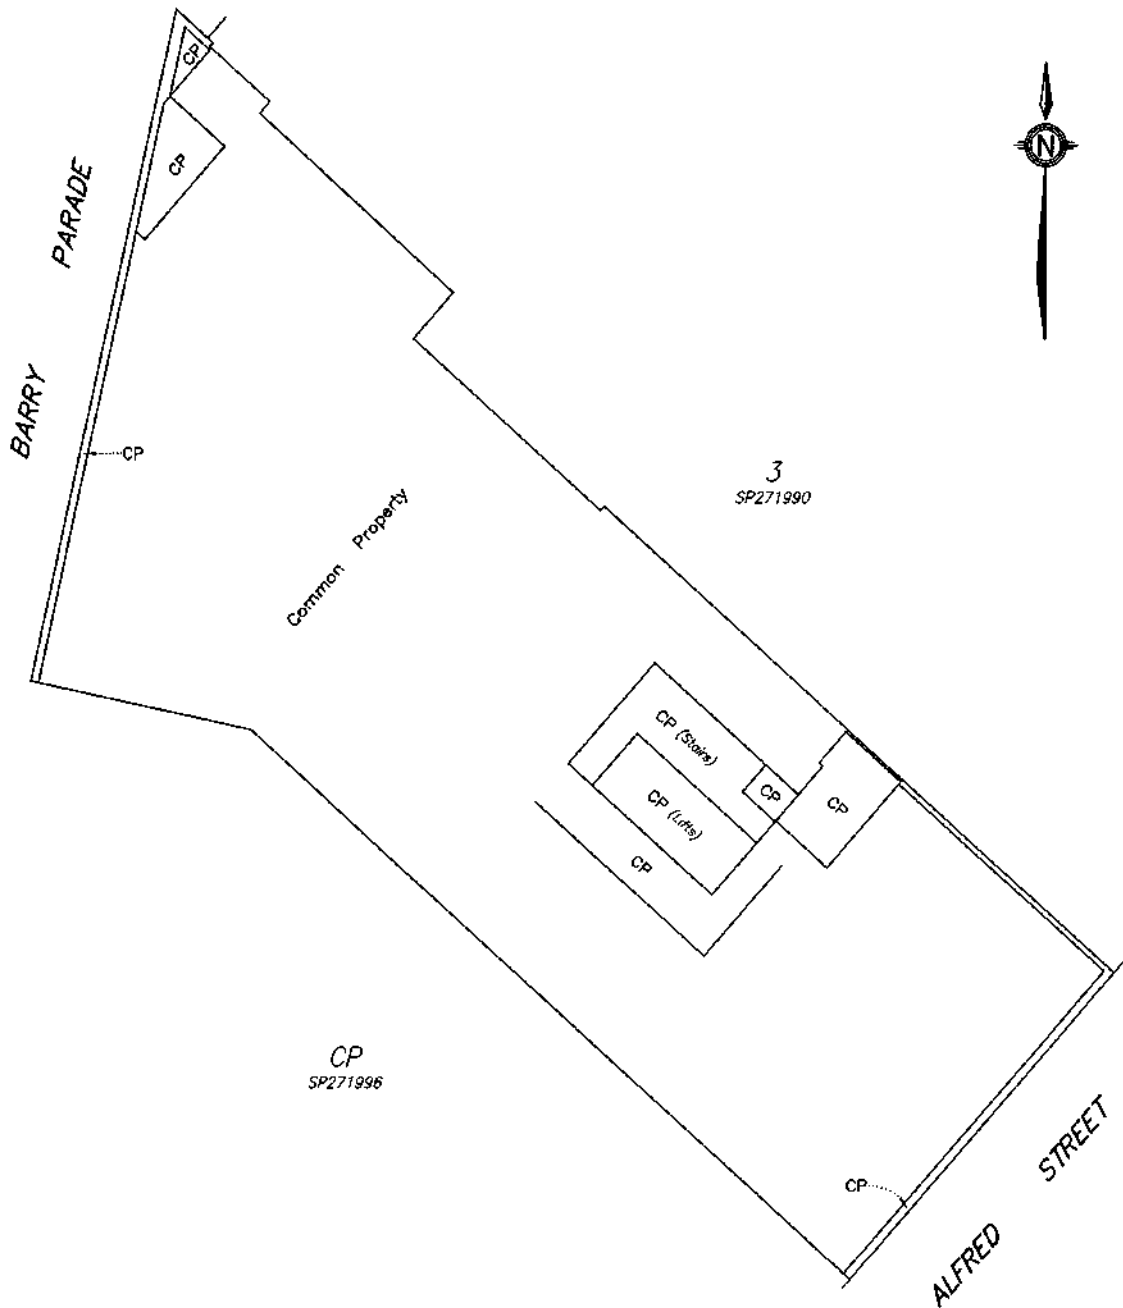 CP
CP
N
BARRY PARADE
CP
3
SP271990
Common Property
CP (Stairs)
CP
CP (Lifts)
CP
CP
CP
SP271996
CP
ALFRED STREET